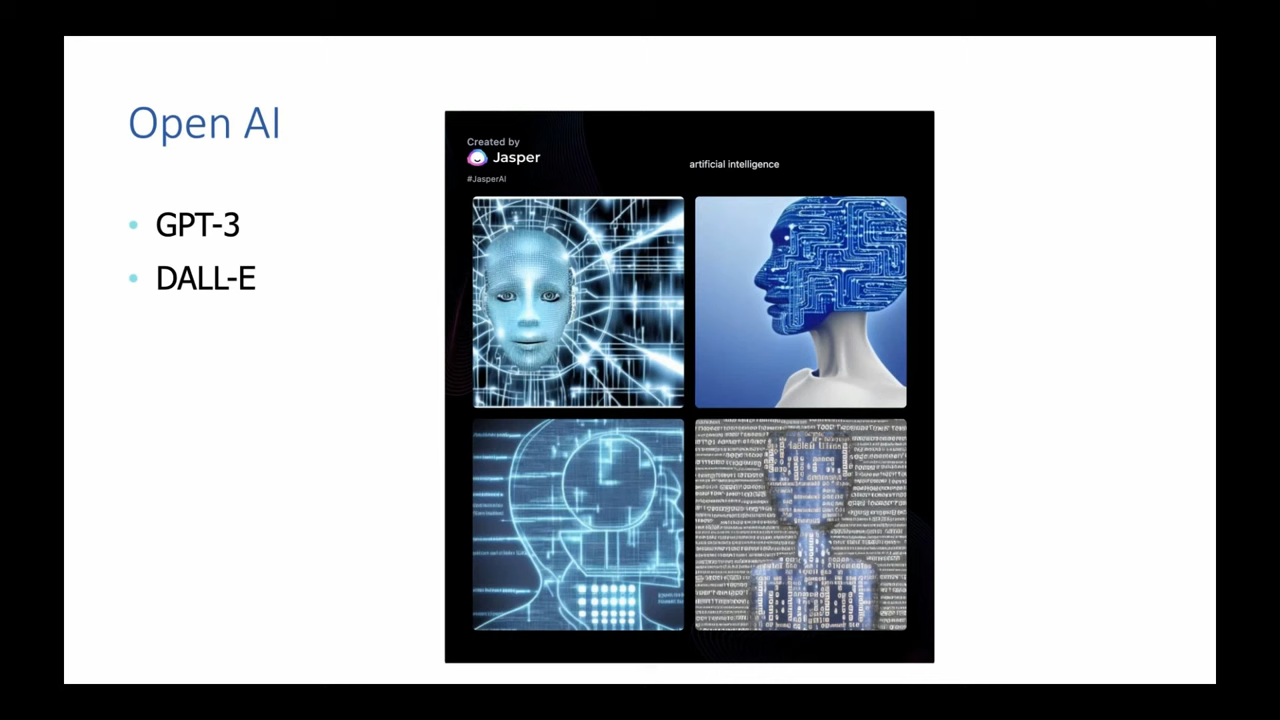 Open AI
GPT-3
DALL-E
Created by
Jasper
#JasperAI
artificial intelligence